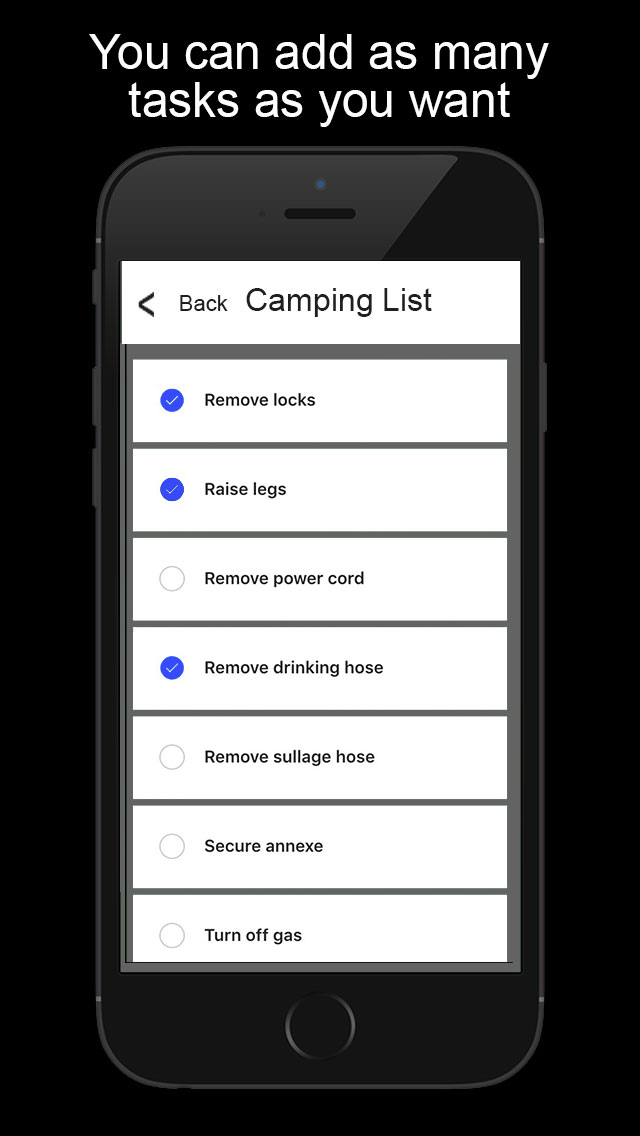 You can add as many
tasks as you want
Back Camping List
Remove locks
Raise legs
Remove power cord
Remove drinking hose
Remove sullage hose
Secure annexe
Turn off gas